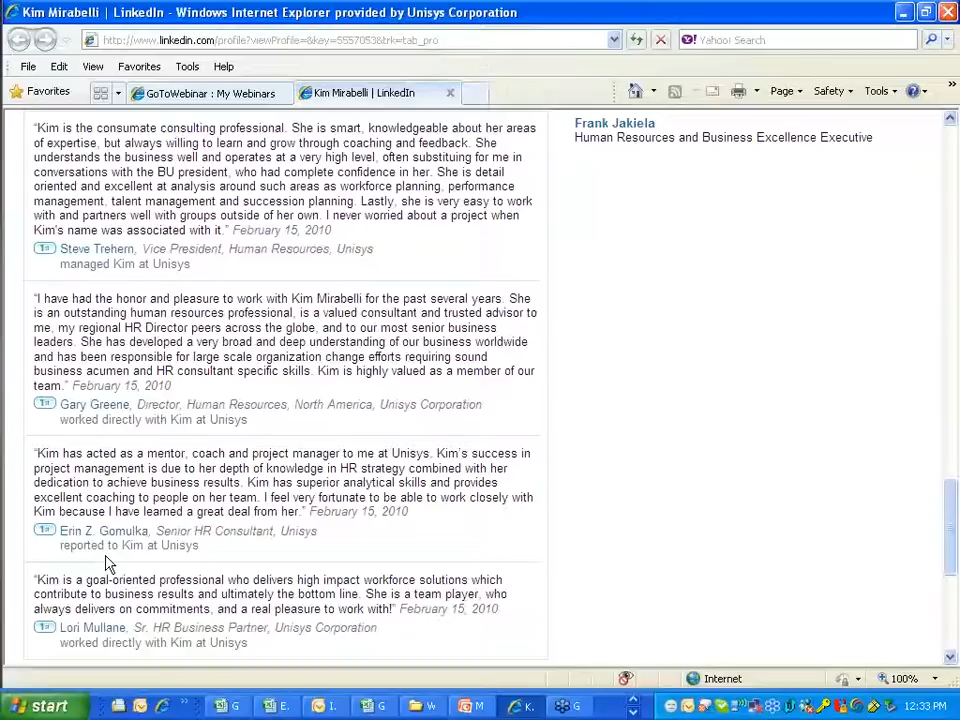 Kim Mirabelli | LinkedIn - Windows Internet Explorer provided by Unisys Corporation
http://www.linkedin.com/profile?viewProfile=&key=5557053&trk=tab_pro
Yahoo! Search
File Edit View Favorites Tools Help
Favorites
GoToWebinar : My Webinars
Kim Mirabelli | LinkedIn
Page Safety Tools
“Kim is the consumate consulting professional. She is smart, knowledgeable about her areas
of expertise, but always willing to learn and grow through coaching and feedback. She
understands the business well and operates at a very high level, often substituting for me in
conversations with the BU president, who had complete confidence in her. She is detail
oriented and excellent at analysis around such areas as workforce planning, performance
management, talent management and succession planning. Lastly, she is very easy to work
with and partners well with groups outside of her own. I never worried about a project when
Kim's name was associated with it.” February 15, 2010
1st Steve Trehern, Vice President, Human Resources, Unisys
managed Kim at Unisys
“I have had the honor and pleasure to work with Kim Mirabelli for the past several years. She
is an outstanding human resources professional, is a valued consultant and trusted advisor to
me, my regional HR Director peers across the globe, and to our most senior business
leaders. She has developed a very broad and deep understanding of our business worldwide
and has been responsible for large scale organization change efforts requiring sound
business acumen and HR consultant specific skills. Kim is highly valued as a member of our
team.” February 15, 2010
1st Gary Greene, Director, Human Resources, North America, Unisys Corporation
worked directly with Kim at Unisys
“Kim has acted as a mentor, coach and project manager to me at Unisys. Kim's success in
project management is due to her depth of knowledge in HR strategy combined with her
dedication to achieve business results. Kim has superior analytical skills and provides
excellent coaching to people on her team. I feel very fortunate to be able to work closely with
Kim because I have learned a great deal from her.” February 15, 2010
1st Erin Z. Gomulka, Senior HR Consultant, Unisys
reported to Kim at Unisys
“Kim is a goal-oriented professional who delivers high impact workforce solutions which
contribute to business results and ultimately the bottom line. She is a team player, who
always delivers on commitments, and a real pleasure to work with!” February 15, 2010
1st Lori Mullane, Sr. HR Business Partner, Unisys Corporation
worked directly with Kim at Unisys
Frank Jakiela
Human Resources and Business Excellence Executive
Internet
100%
start
G
E.
I.
G
W
M
K.
G
12:33 PM